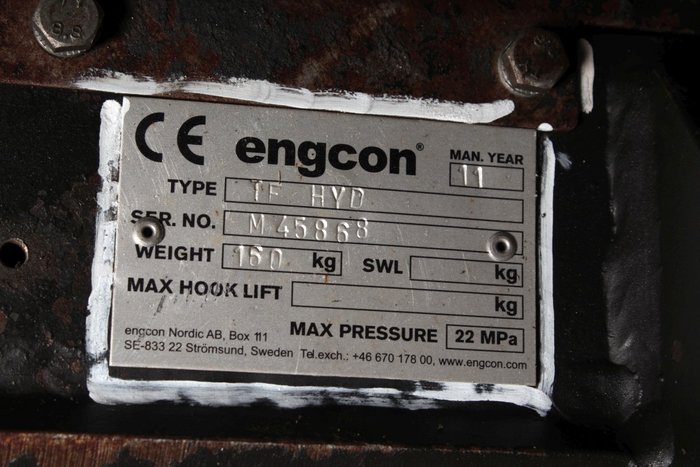 8.8
CE engcon®
MAN. YEAR
11
TYPE TF HYD
SER. NO. M 45868
WEIGHT 160 kg SWL kg
MAX HOOK LIFT kg
MAX PRESSURE 22 MPa
engcon Nordic AB, Box 111
SE-833 22 Strömsund, Sweden Tel.exch.: +46 670 178 00, www.engcon.com